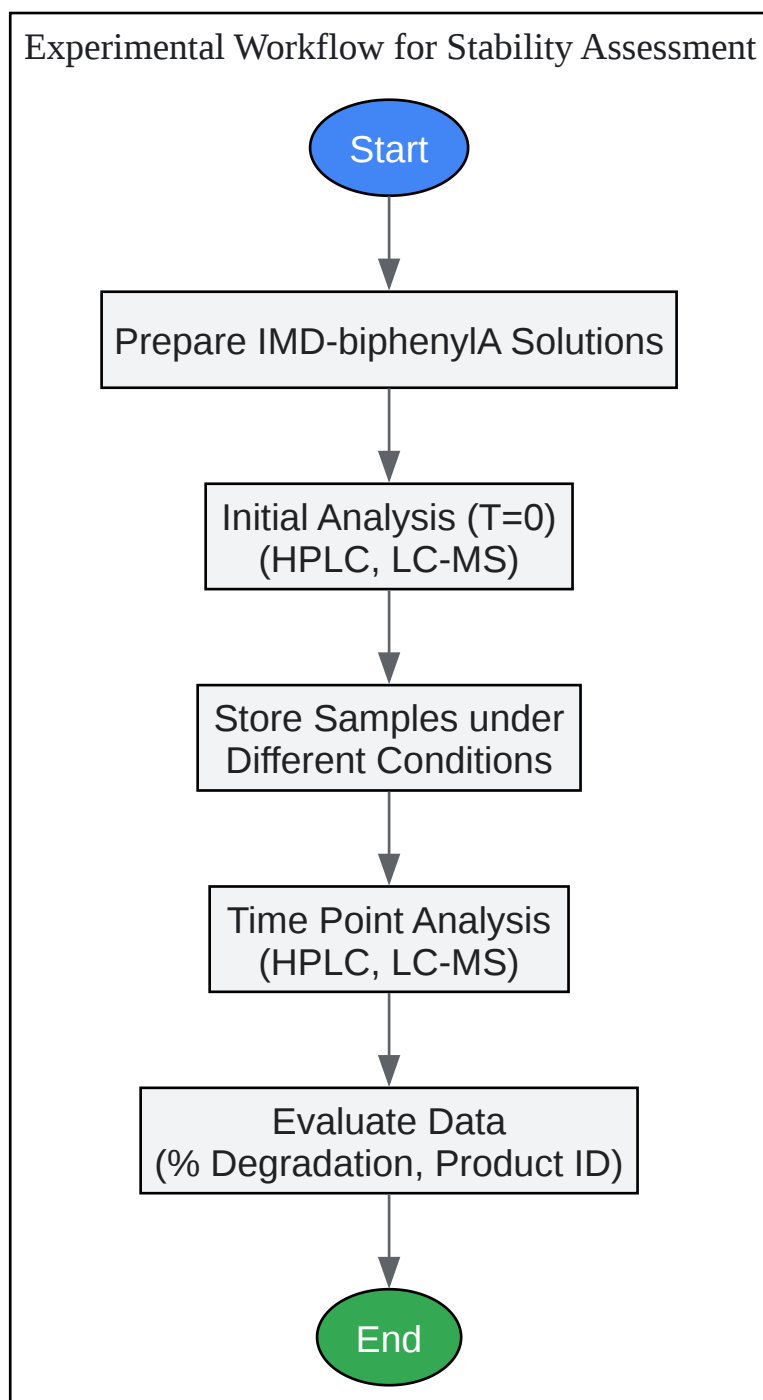 Experimental Workflow for Stability Assessment
Start
Prepare IMD-biphenylA Solutions
Initial Analysis (T=0)
(HPLC, LC-MS)
Store Samples under
Different Conditions
Time Point Analysis
(HPLC, LC-MS)
Evaluate Data
(% Degradation, Product ID)
End